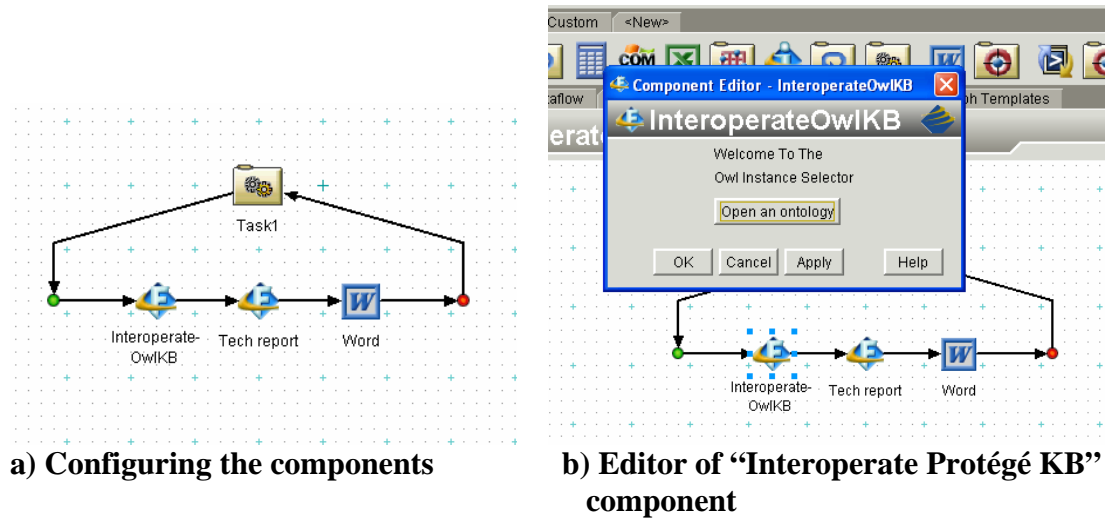 Task1
Interoperate-
OwlKB
Tech report
Word
a) Configuring the components
Custom
<New>
COM
Component Editor - InteroperateOwlKB
InteroperateOwlKB
Welcome To The
Owl Instance Selector
Open an ontology
OK
Cancel
Apply
Help
ph Templates
Interoperate-
OwlKB
Tech report
Word
b) Editor of “Interoperate Protégé KB”
component